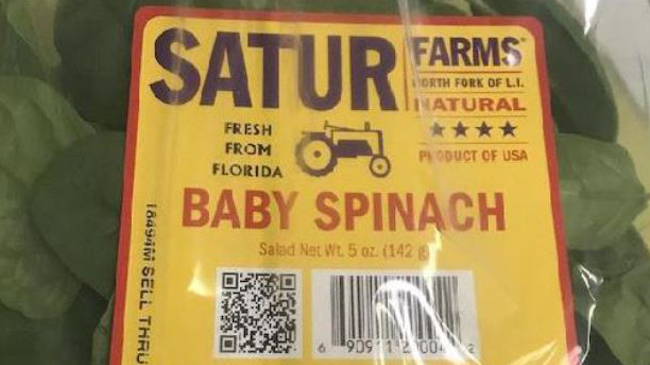 SATUR FARMS
NORTH FORK OF L.I.
NATURAL
FRESH
FROM
FLORIDA
PRODUCT OF USA
BABY SPINACH
Salad Net Wt. 5 oz. (142 g)
SELL THRU